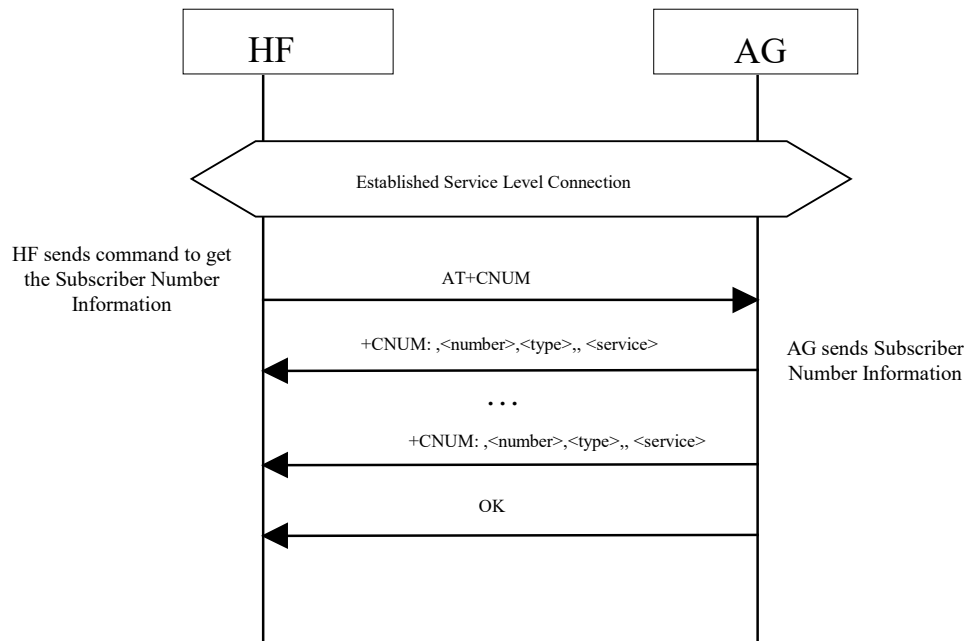 HF
AG
Established Service Level Connection
HF sends command to get
the Subscriber Number
Information
AT+CNUM
+CNUM: ,<number>,<type>,, <service>
AG sends Subscriber
Number Information
...
+CNUM: ,<number>,<type>,, <service>
OK